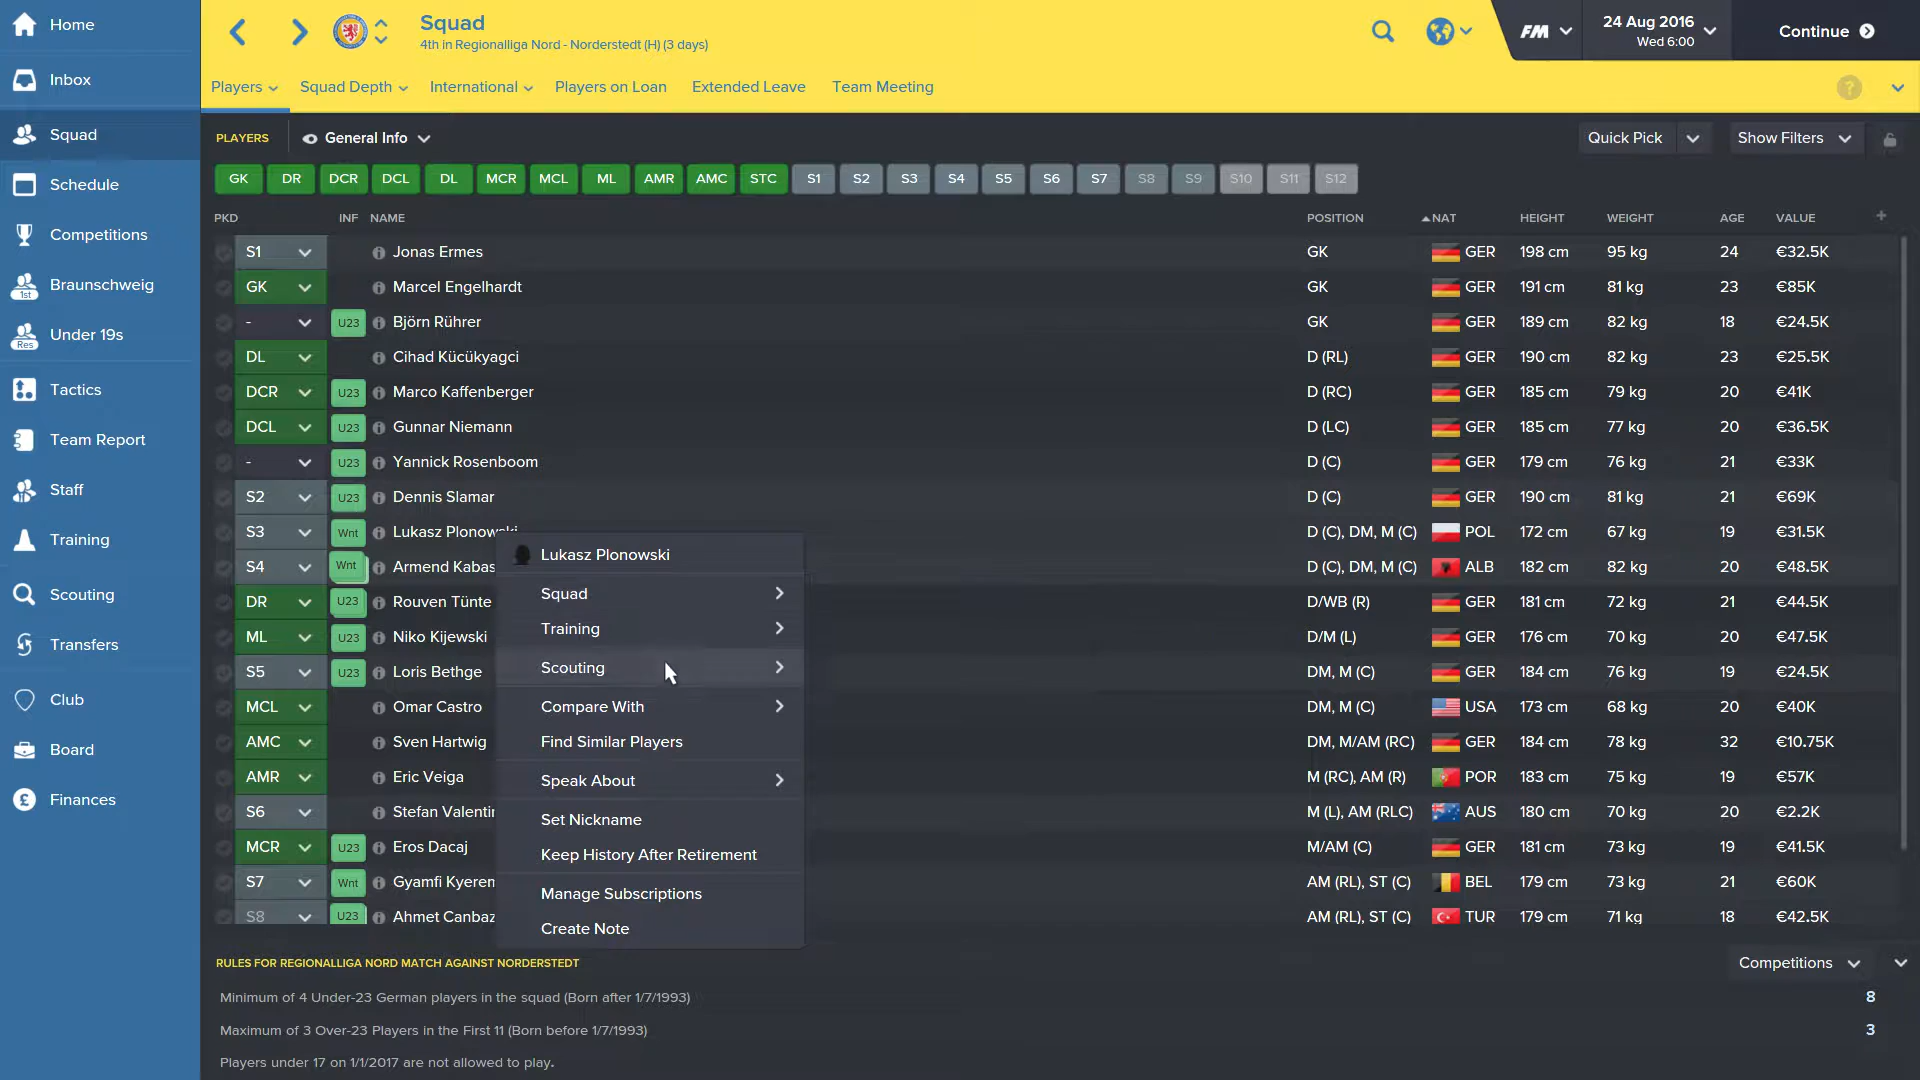 Home
Inbox
Squad
Schedule
Competitions
Braunschweig
1st
Under 19s
Res
Tactics
Team Report
Staff
Training
Scouting
Transfers
Club
Board
Finances
Squad
4th in Regionalliga Nord - Norderstedt (H) (3 days)
FM
24 Aug 2016
Wed 6:00
Continue
Players Squad Depth International Players on Loan Extended Leave Team Meeting ?
PLAYERS General Info Quick Pick Show Filters
GK DR DCR DCL DL MCR MCL ML AMR AMC STC S1 S2 S3 S4 S5 S6 S7 S8 S9 S10 S11 S12
PKD INF NAME POSITION NAT HEIGHT WEIGHT AGE VALUE +
S1 Jonas Ermes GK GER 198 cm 95 kg 24 €32.5K
GK Marcel Engelhardt GK GER 191 cm 81 kg 23 €85K
- U23 Björn Rührer GK GER 189 cm 82 kg 18 €24.5K
DL Cihad Kücükyagci D (RL) GER 190 cm 82 kg 23 €25.5K
DCR U23 Marco Kaffenberger D (RC) GER 185 cm 79 kg 20 €41K
DCL U23 Gunnar Niemann D (LC) GER 185 cm 77 kg 20 €36.5K
- U23 Yannick Rosenboom D (C) GER 179 cm 76 kg 21 €33K
S2 U23 Dennis Slamar D (C) GER 190 cm 81 kg 21 €69K
S3 Wnt Lukasz Plonowski D (C), DM, M (C) POL 172 cm 67 kg 19 €31.5K
S4 Wnt Armend Kabas D (C), DM, M (C) ALB 182 cm 82 kg 20 €48.5K
DR U23 Rouven Tünte D/WB (R) GER 181 cm 72 kg 21 €44.5K
ML U23 Niko Kijewski D/M (L) GER 176 cm 70 kg 20 €47.5K
S5 U23 Loris Bethge DM, M (C) GER 184 cm 76 kg 19 €24.5K
MCL Omar Castro DM, M (C) USA 173 cm 68 kg 20 €40K
AMC Sven Hartwig DM, M/AM (RC) GER 184 cm 78 kg 32 €10.75K
AMR Eric Veiga M (RC), AM (R) POR 183 cm 75 kg 19 €57K
S6 Stefan Valentin M (L), AM (RLC) AUS 180 cm 70 kg 20 €2.2K
MCR U23 Eros Dacaj M/AM (C) GER 181 cm 73 kg 19 €41.5K
S7 Wnt Gyamfi Kyerem AM (RL), ST (C) BEL 179 cm 73 kg 21 €60K
S8 U23 Ahmet Canbaz AM (RL), ST (C) TUR 179 cm 71 kg 18 €42.5K
Lukasz Plonowski
Squad
Training
Scouting
Compare With
Find Similar Players
Speak About
Set Nickname
Keep History After Retirement
Manage Subscriptions
Create Note
RULES FOR REGIONALLIGA NORD MATCH AGAINST NORDERSTEDT Competitions
Minimum of 4 Under-23 German players in the squad (Born after 1/7/1993) 8
Maximum of 3 Over-23 Players in the First 11 (Born before 1/7/1993) 3
Players under 17 on 1/1/2017 are not allowed to play.